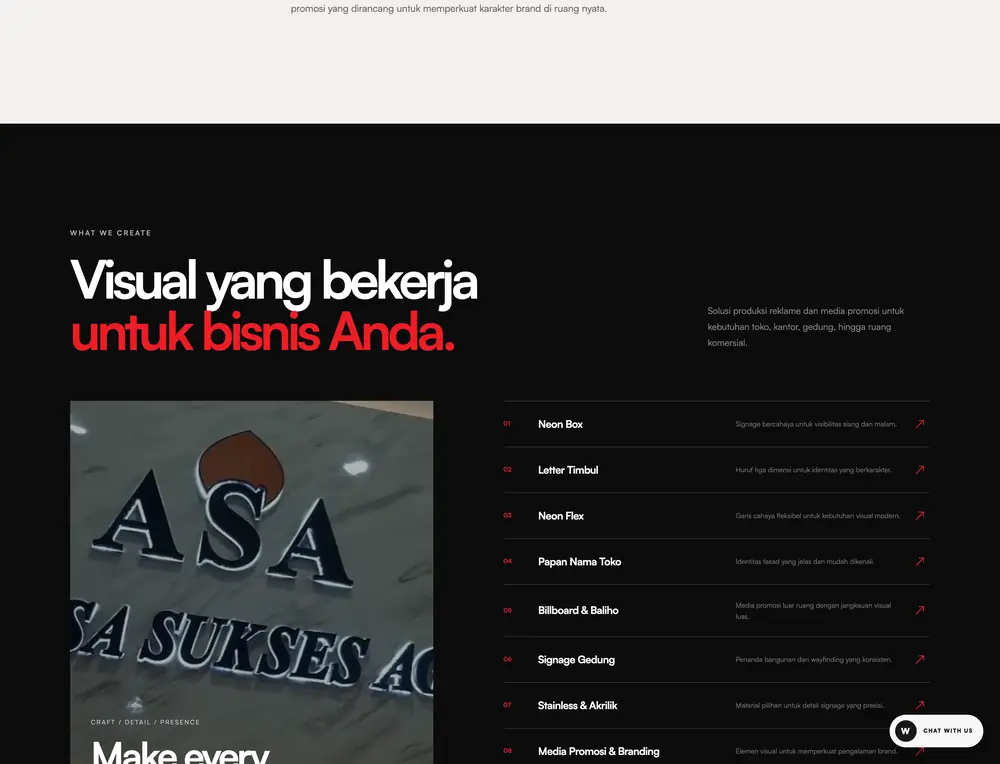 promosi yang dirancang untuk memperkuat karakter brand di ruang nyata.
WHAT WE CREATE
Visual yang bekerja
untuk bisnis Anda.
Solusi produksi reklame dan media promosi untuk
kebutuhan toko, kantor, gedung, hingga ruang
komersial.
ASA
SA SUKSES AG
CRAFT / DETAIL / PRESENCE
Make every
01 Neon Box Signage bercahaya untuk visibilitas siang dan malam.
02 Letter Timbul Huruf tiga dimensi untuk identitas yang berkarakter.
03 Neon Flex Garis cahaya fleksibel untuk kebutuhan visual modern.
04 Papan Nama Toko Identitas fasad yang jelas dan mudah dikenali.
05 Billboard & Baliho Media promosi luar ruang dengan jangkauan visual
luas.
06 Signage Gedung Penanda bangunan dan wayfinding yang konsisten.
07 Stainless & Akrilik Material pilihan untuk detail signage yang presisi.
08 Media Promosi & Branding Elemen visual untuk memperkuat pengalaman brand.
W CHAT WITH US